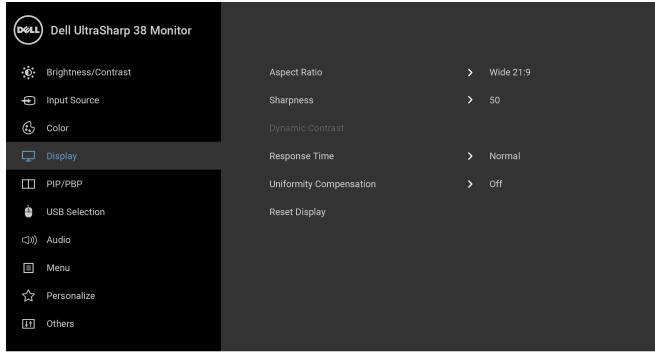 DELL Dell UltraSharp 38 Monitor
Brightness/Contrast
Input Source
Color
Display
PIP/PBP
USB Selection
Audio
Menu
Personalize
Others
Aspect Ratio > Wide 21:9
Sharpness > 50
Dynamic Contrast
Response Time > Normal
Uniformity Compensation > Off
Reset Display